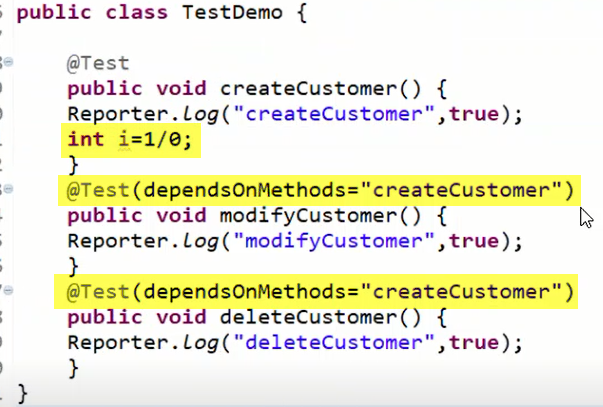 public class TestDemo {
@Test
public void createCustomer() {
Reporter.log("createCustomer",true);
int i=1/0;
}
@Test(dependsOnMethods="createCustomer")
public void modifyCustomer() {
Reporter.log("modifyCustomer",true);
}
@Test(dependsOnMethods="createCustomer")
public void deleteCustomer() {
Reporter.log("deleteCustomer",true);
}
}